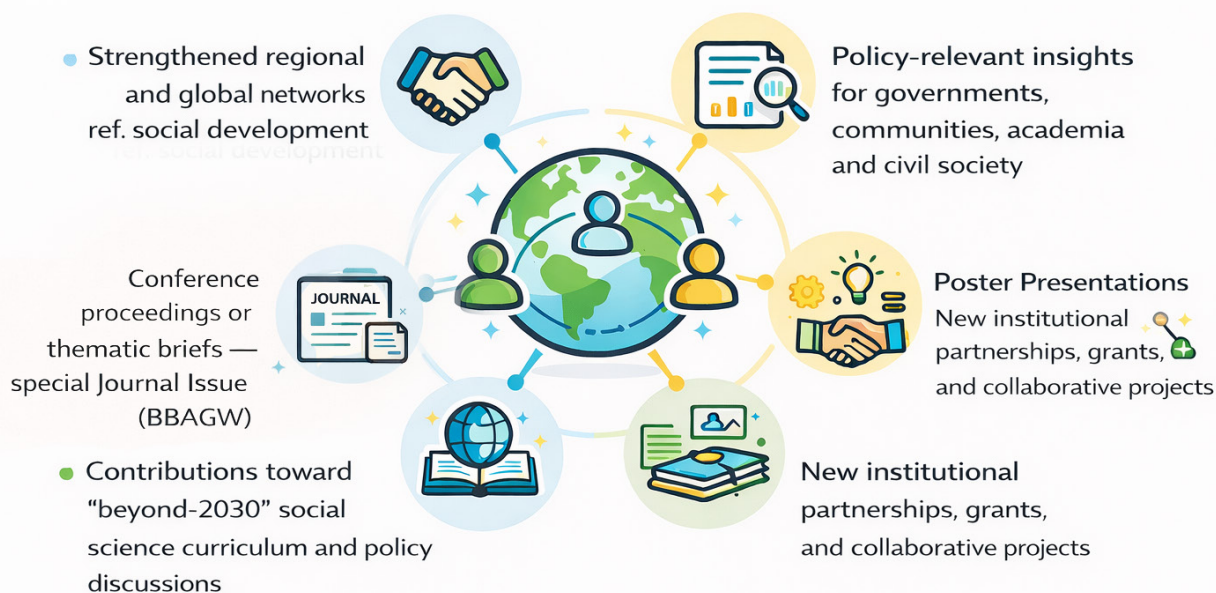 Strengthened regional
and global networks
ref. social development
ref. social development
Policy-relevant insights
for governments,
communities, academia
and civil society
Conference
proceedings or
thematic briefs —
special Journal Issue
(BBAGW)
JOURNAL
Poster Presentations
New institutional
partnerships, grants,
and collaborative projects
Contributions toward
“beyond-2030” social
science curriculum and policy
discussions
New institutional
partnerships, grants,
and collaborative projects